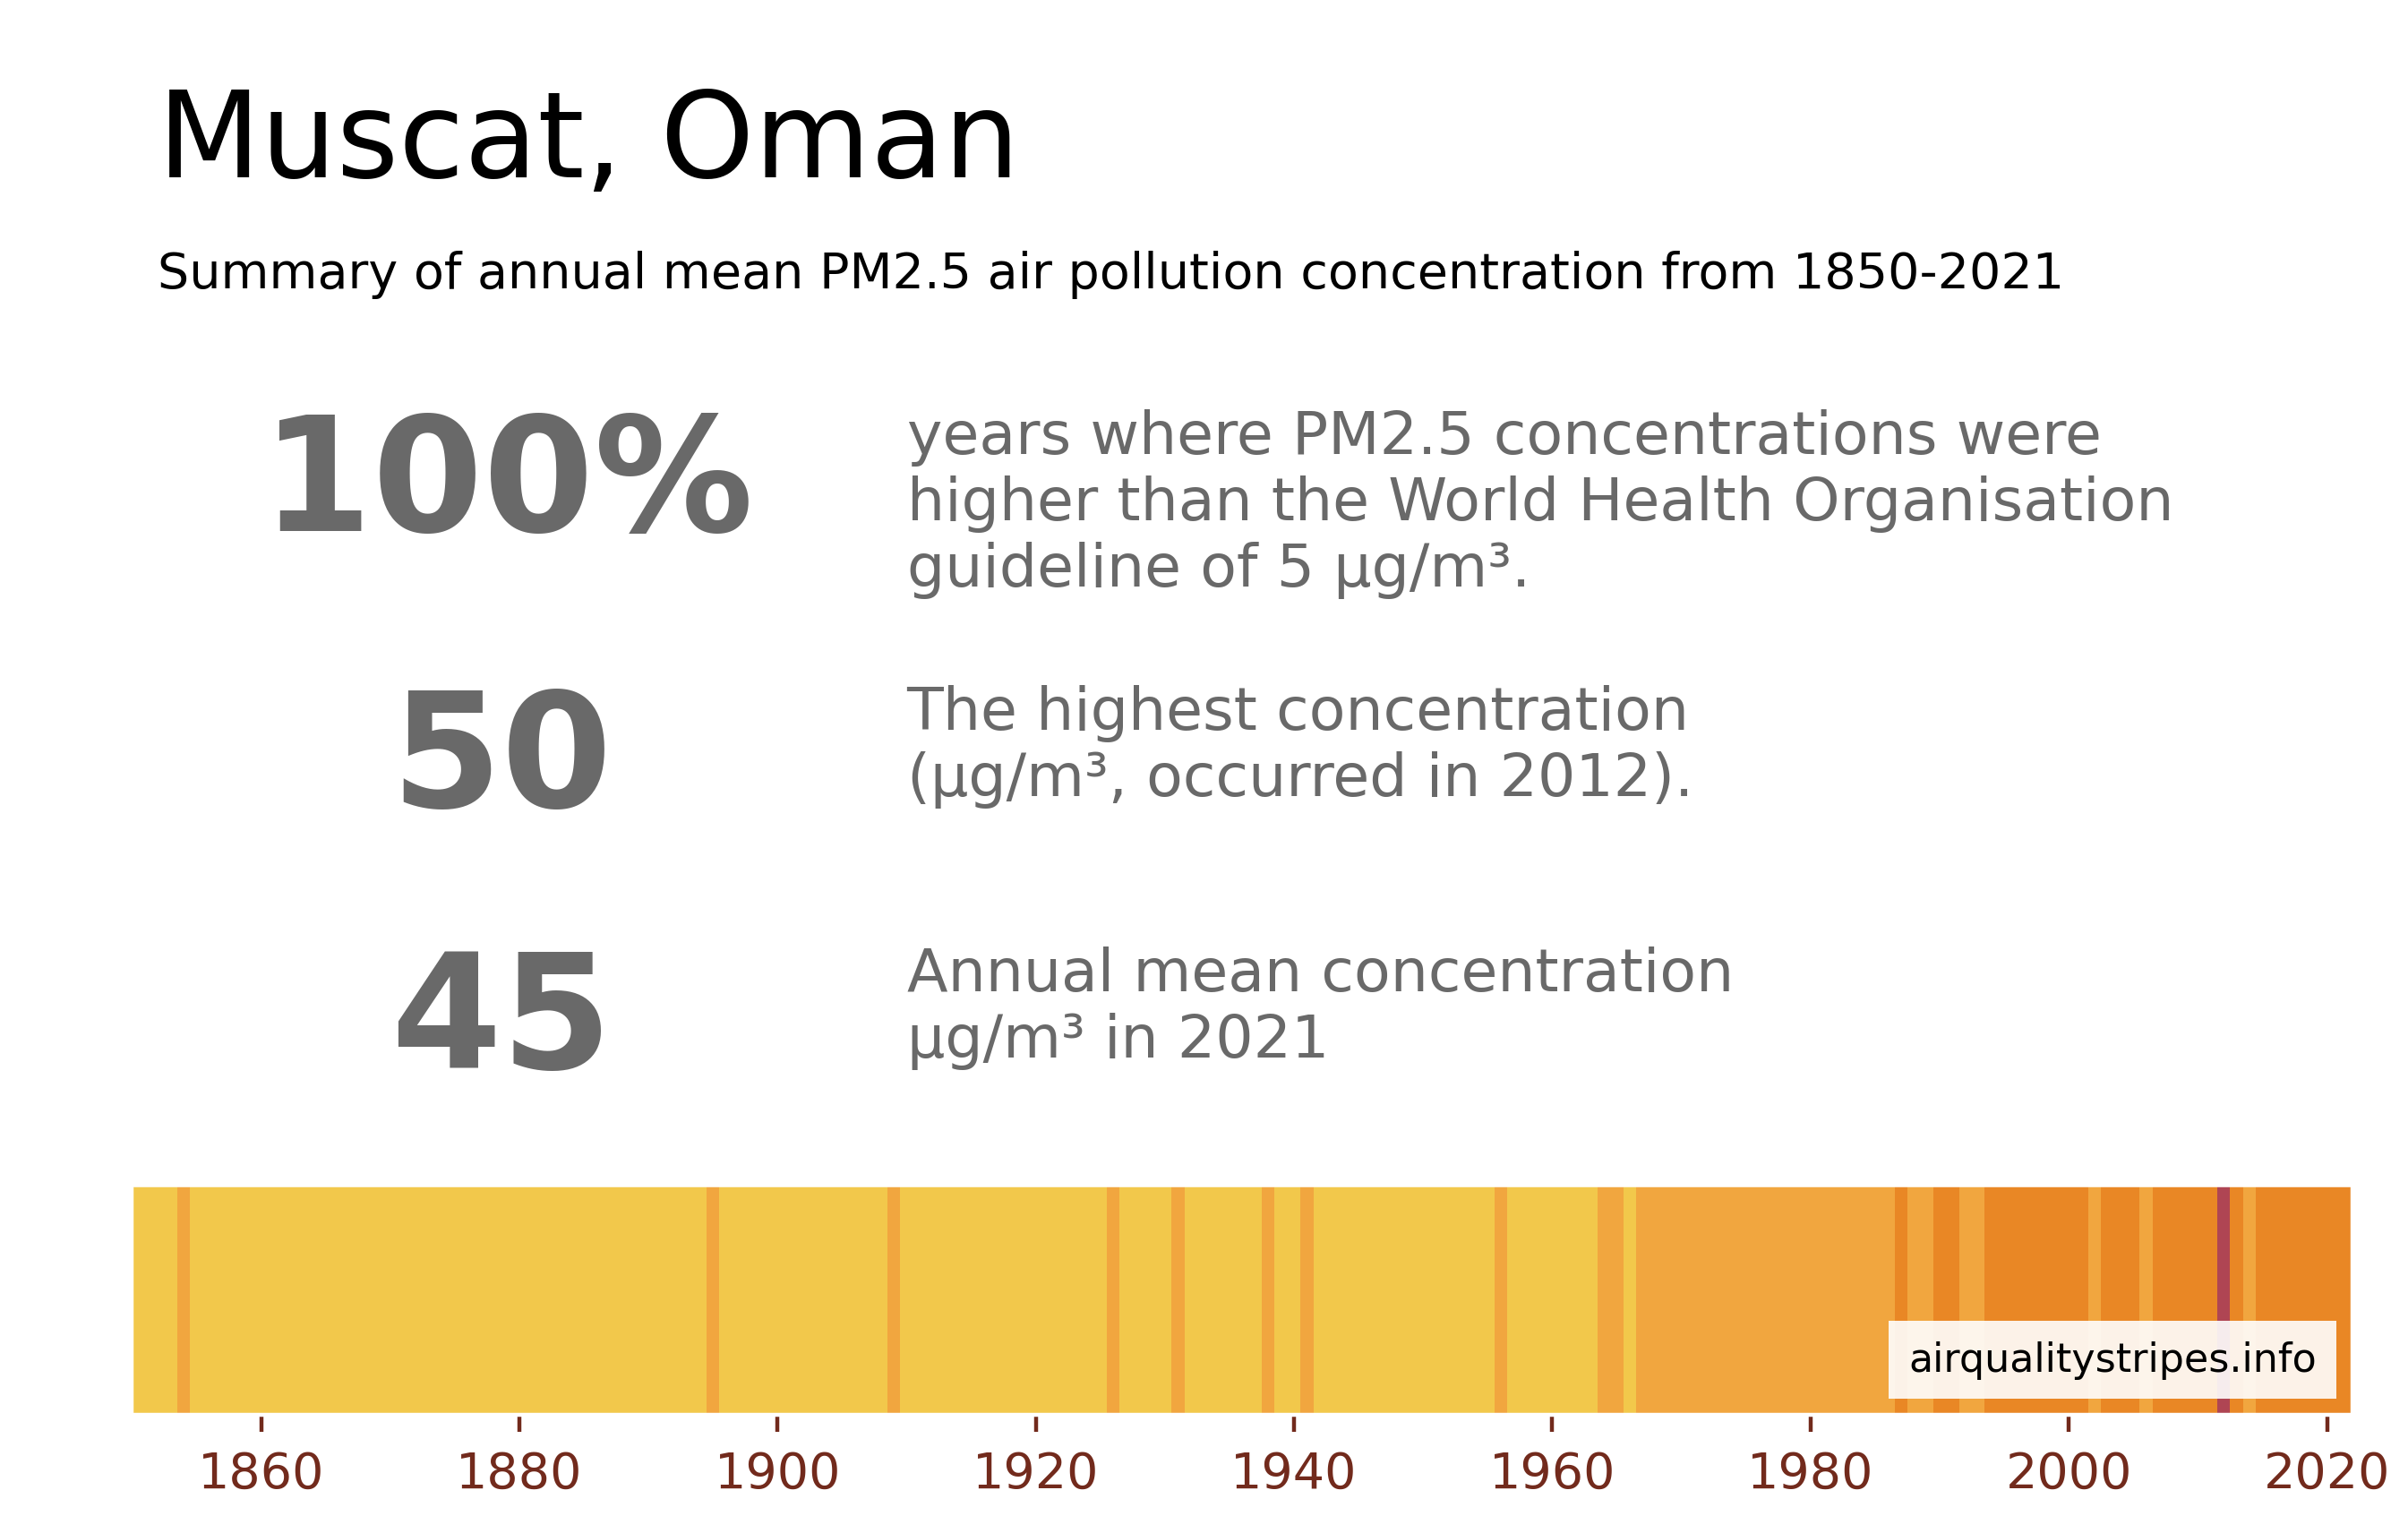 Muscat, Oman
Summary of annual mean PM2.5 air pollution concentration from 1850-2021
100%
years where PM2.5 concentrations were
higher than the World Health Organisation
guideline of 5 µg/m³.
50
The highest concentration
(µg/m³, occurred in 2012).
45
Annual mean concentration
µg/m³ in 2021
airqualitystripes.info
1860 1880 1900 1920 1940 1960 1980 2000 2020